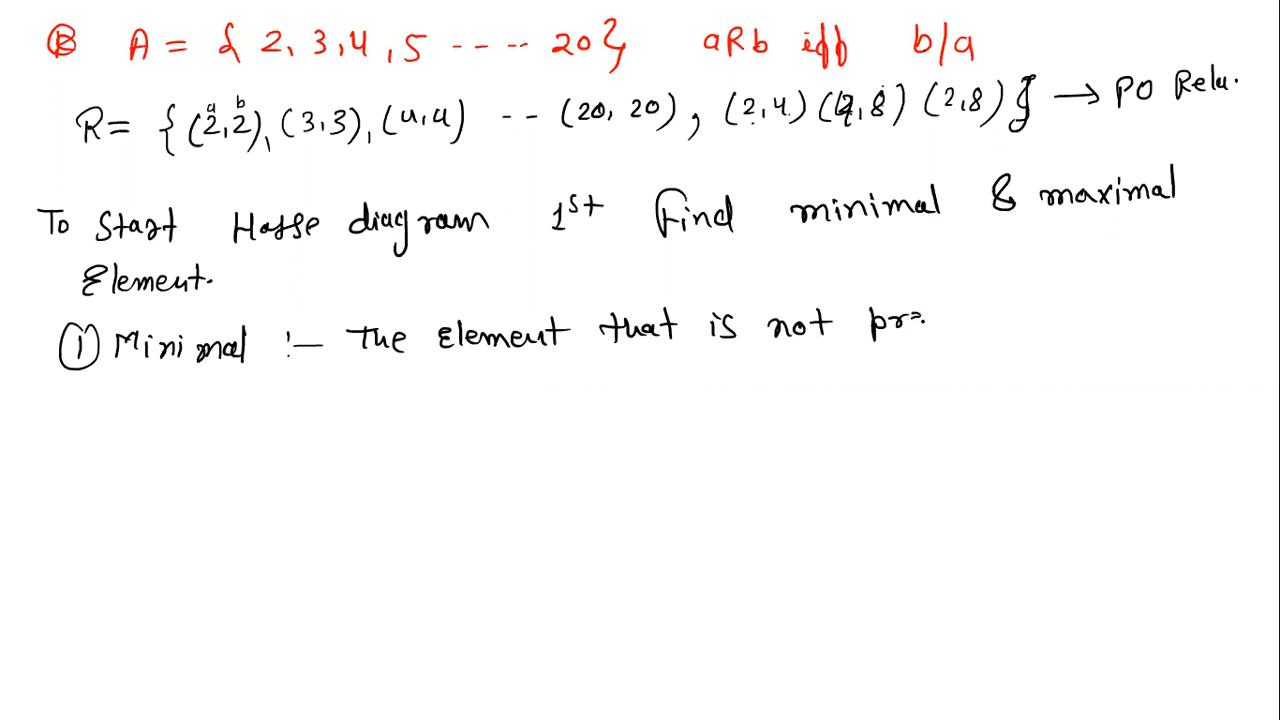 B A = { 2, 3, 4, 5 ---- 20 } aRb iff b/a
a b
R = { (2,2), (3,3), (4,4) -- (20, 20), (2,4) (4,8) (2,8) } → PO Rela.
To Start Hasse diagram 1st Find minimal & maximal
Element.
① Minimal :- The Element that is not pre